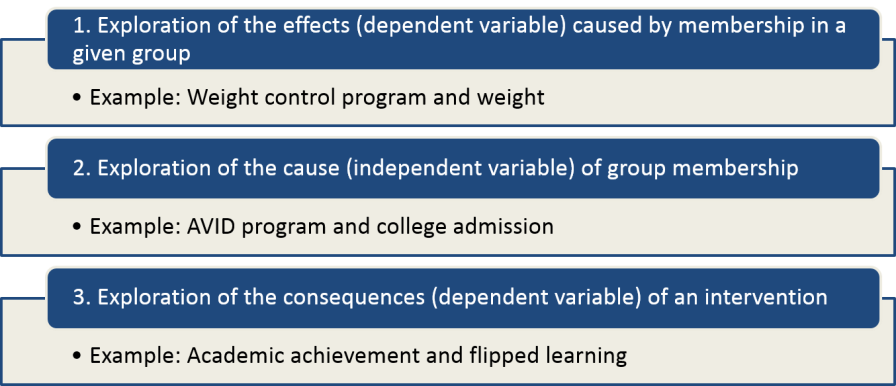 1. Exploration of the effects (dependent variable) caused by membership in a
given group
• Example: Weight control program and weight
2. Exploration of the cause (independent variable) of group membership
• Example: AVID program and college admission
3. Exploration of the consequences (dependent variable) of an intervention
• Example: Academic achievement and flipped learning